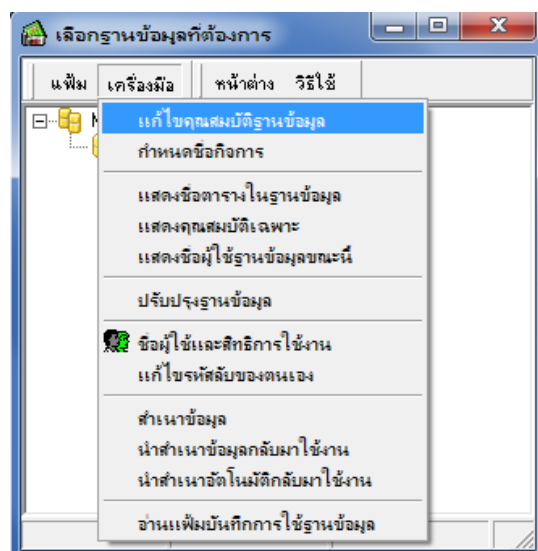 เลือกฐานข้อมูลที่ต้องการ
แฟ้ม เครื่องมือ หน้าต่าง วิธีใช้
แก้ไขคุณสมบัติฐานข้อมูล
กำหนดชื่อกิจการ
แสดงชื่อตารางในฐานข้อมูล
แสดงคุณสมบัติเฉพาะ
แสดงชื่อผู้ใช้ฐานข้อมูลขณะนี้
ปรับปรุงฐานข้อมูล
ชื่อผู้ใช้และสิทธิการใช้งาน
แก้ไขรหัสลับของตนเอง
สำเนาข้อมูล
นำสำเนาข้อมูลกลับมาใช้งาน
นำสำเนาอัตโนมัติกลับมาใช้งาน
อ่านแฟ้มบันทึกการใช้ฐานข้อมูล